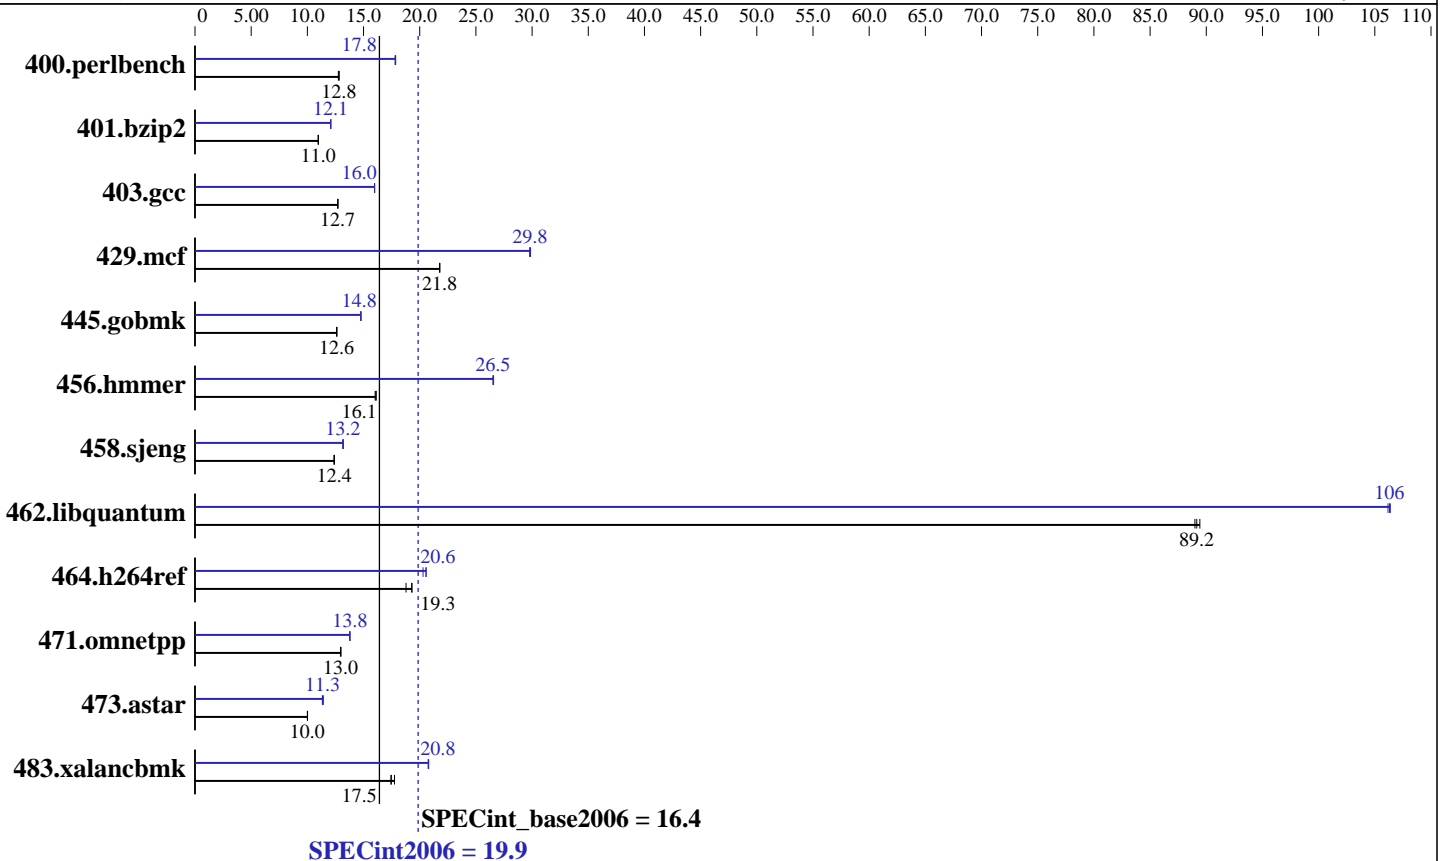 0 5.00 10.0 15.0 20.0 25.0 30.0 35.0 40.0 45.0 50.0 55.0 60.0 65.0 70.0 75.0 80.0 85.0 90.0 95.0 100 105 110
17.8
400.perlbench
12.8
12.1
401.bzip2
11.0
16.0
403.gcc
12.7
29.8
429.mcf
21.8
14.8
445.gobmk
12.6
26.5
456.hmmer
16.1
13.2
458.sjeng
12.4
106
462.libquantum
89.2
20.6
464.h264ref
19.3
13.8
471.omnetpp
13.0
11.3
473.astar
10.0
20.8
483.xalancbmk
17.5
SPECint_base2006 = 16.4
SPECint2006 = 19.9